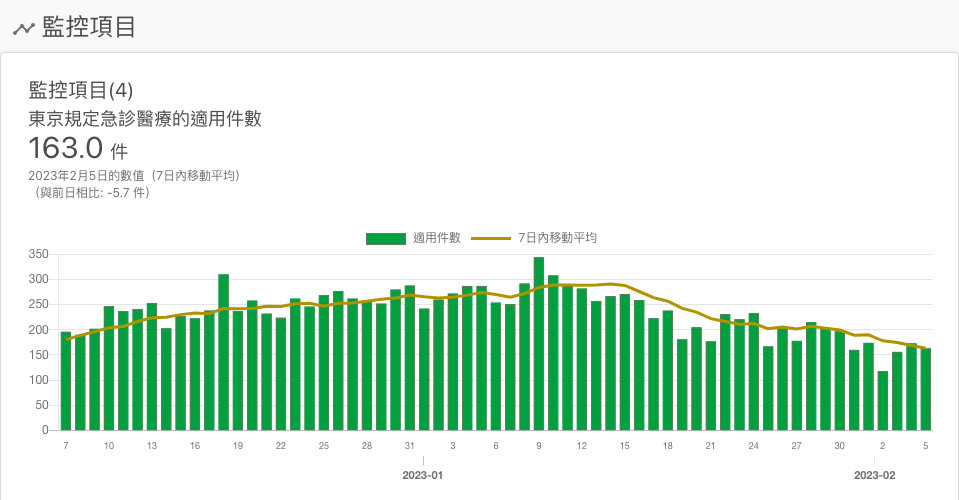 監控項目
監控項目(4)
東京規定急診醫療的適用件數
163.0 件
2023年2月5日的數值（7日內移動平均）
（與前日相比: -5.7 件）
適用件數 7日內移動平均
350
300
250
200
150
100
50
0
7 10 13 16 19 22 25 28 31 3 6 9 12 15 18 21 24 27 30 2 5
2023-01 2023-02